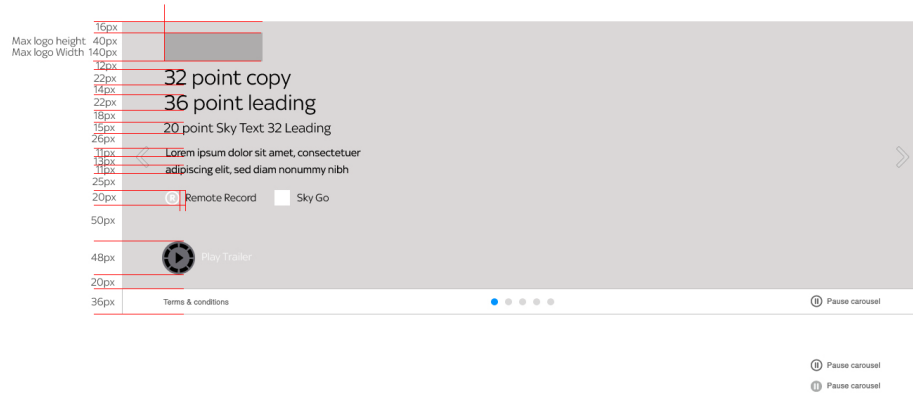 16px
Max logo height 40px
Max logo Width 140px
12px
22px
32 point copy
14px
22px
36 point leading
18px
15px
20 point Sky Text 32 Leading
26px
11px
Lorem ipsum dolor sit amet, consectetuer
13px
11px
adipiscing elit, sed diam nonummy nibh
25px
20px
R Remote Record
Sky Go
50px
48px
Play Trailer
20px
36px
Terms & conditions
Pause carousel
Pause carousel
Pause carousel